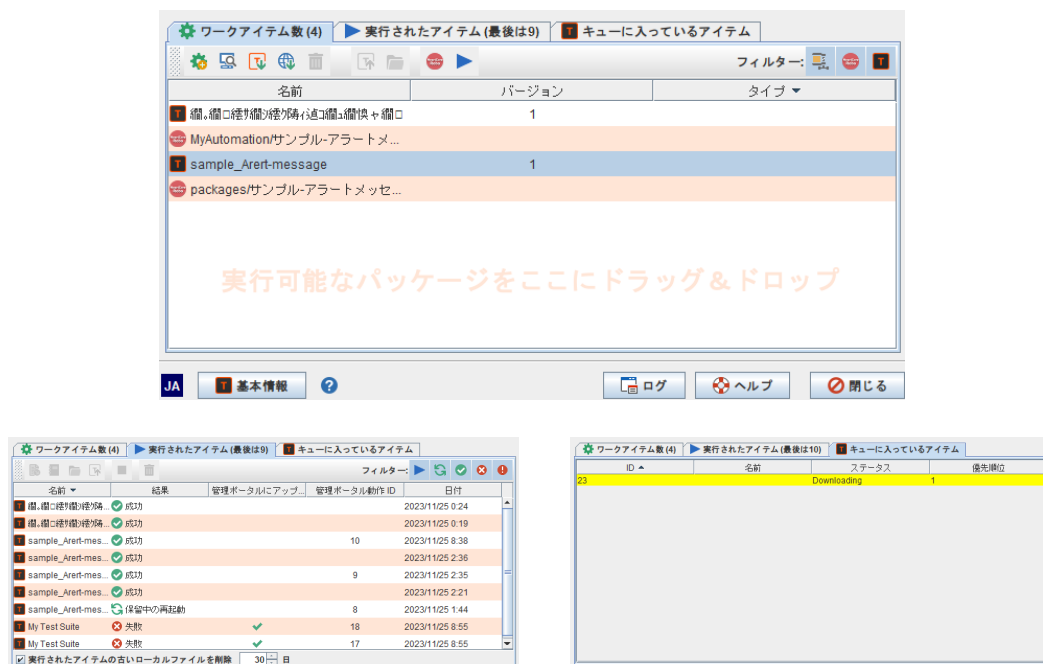 ワークアイテム数 (4) 実行されたアイテム (最後は9) キューに入っているアイテム
フィルター:
名前 バージョン タイプ
1
MyAutomation/サンプル-アラートメ...
sample_Arert-message 1
packages/サンプル-アラートメッセ...
実行可能なパッケージをここにドラッグ&ドロップ
JA 基本情報 ログ ヘルプ 閉じる
ワークアイテム数 (4) 実行されたアイテム (最後は9) キューに入っているアイテム
フィルター:
名前 結果 管理ポータルにアップ... 管理ポータル動作 ID 日付
成功 2023/11/25 0:24
成功 2023/11/25 0:19
sample_Arert-mes... 成功 10 2023/11/25 8:38
sample_Arert-mes... 成功 2023/11/25 2:36
sample_Arert-mes... 成功 9 2023/11/25 2:35
sample_Arert-mes... 成功 2023/11/25 2:21
sample_Arert-mes... 保留中の再起動 8 2023/11/25 1:44
My Test Suite 失敗 18 2023/11/25 8:55
My Test Suite 失敗 17 2023/11/25 8:55
実行されたアイテムの古いローカルファイルを削除 30 日
ワークアイテム数 (4) 実行されたアイテム (最後は10) キューに入っているアイテム
ID 名前 ステータス 優先順位
23 Downloading 1